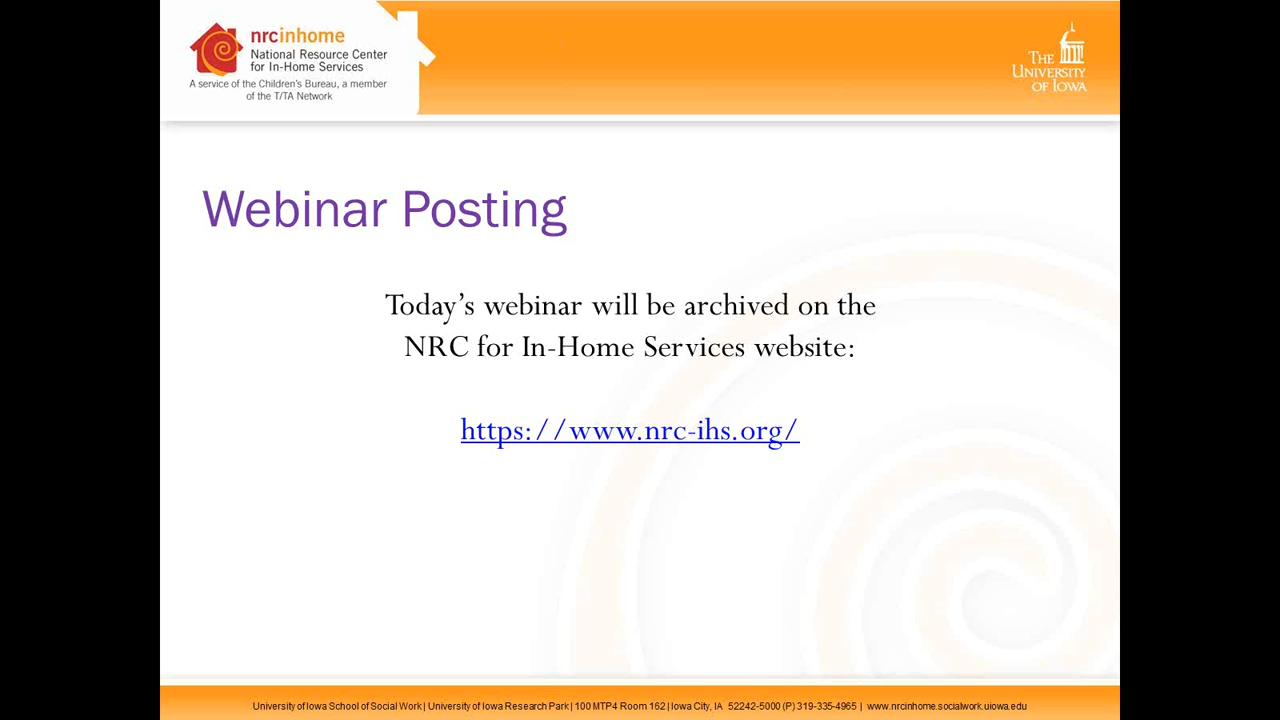 nrcinhome
National Resource Center
for In-Home Services
A service of the Children's Bureau, a member
of the T/TA Network
THE
UNIVERSITY
OF IOWA
Webinar Posting
Today’s webinar will be archived on the
NRC for In-Home Services website:
https://www.nrc-ihs.org/
University of Iowa School of Social Work | University of Iowa Research Park | 100 MTP4 Room 162 | Iowa City, IA 52242-5000 (P) 319-335-4965 | www.nrcinhome.socialwork.uiowa.edu